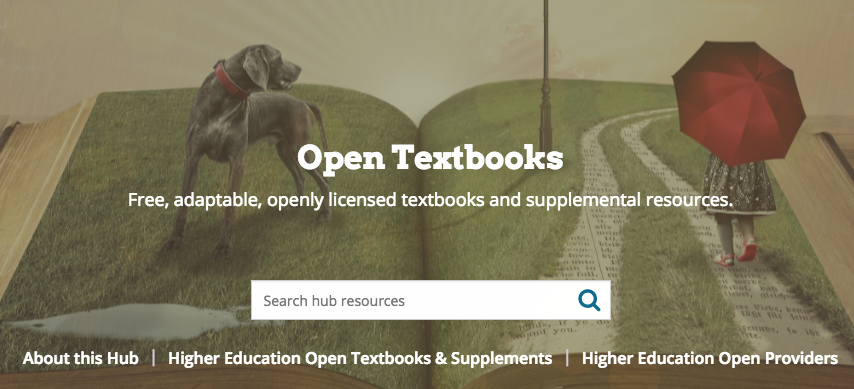 Open Textbooks
Free, adaptable, openly licensed textbooks and supplemental resources.
Search hub resources
About this Hub | Higher Education Open Textbooks & Supplements | Higher Education Open Providers